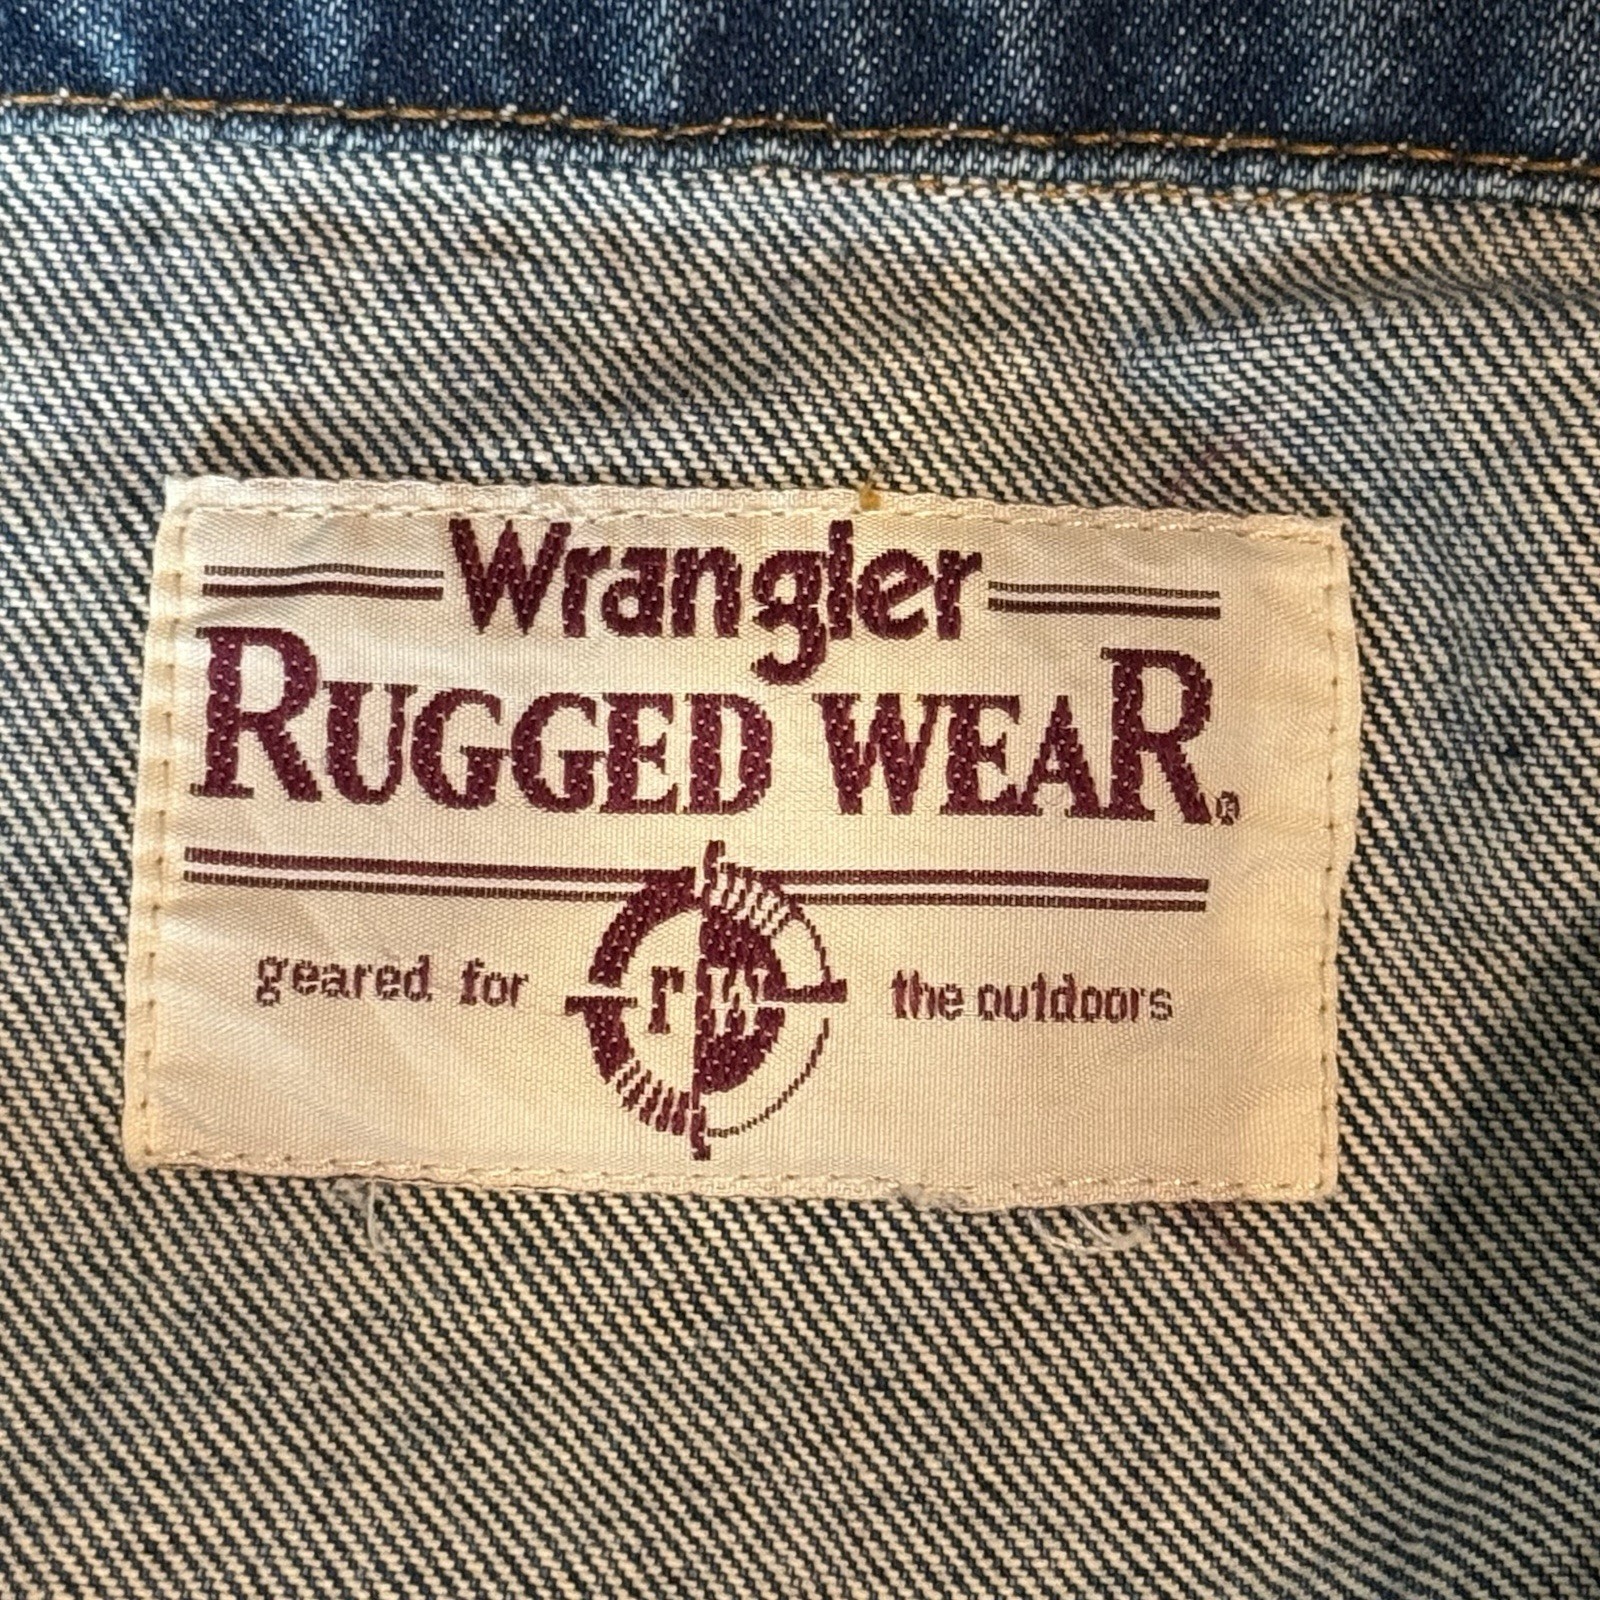 Wrangler
RUGGED WEAR®
geared for the outdoors
rw